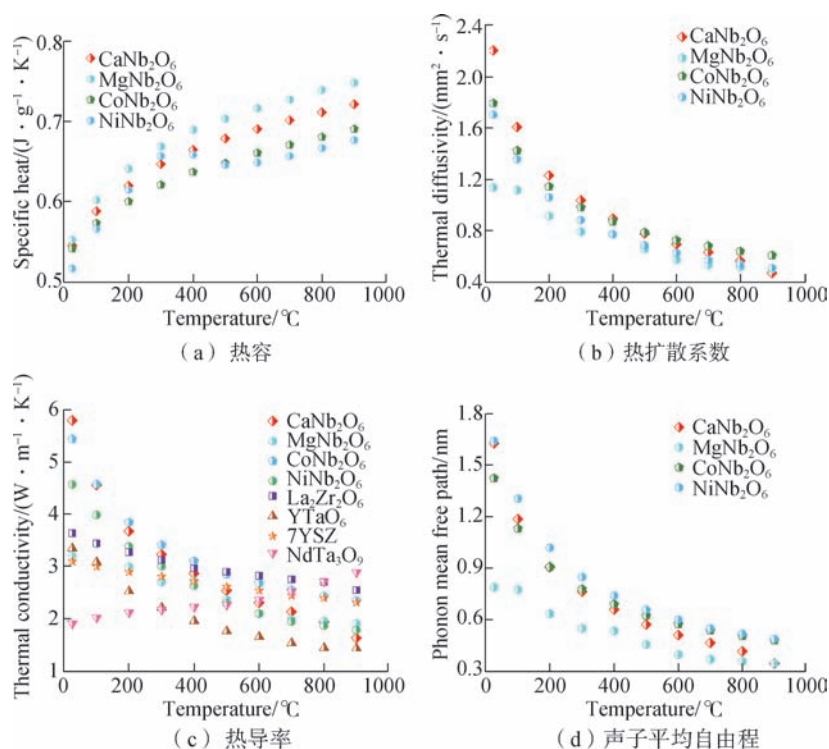 0.8
0.7
0.6
0.5
Specific heat/(J · g⁻¹ · K⁻¹)
CaNb₂O₆
MgNb₂O₆
CoNb₂O₆
NiNb₂O₆
0 200 400 600 800 1000
Temperature/℃
(a) 热容
2.4
2.0
1.6
1.2
0.8
0.4
Thermal diffusivity/(mm² · s⁻¹)
CaNb₂O₆
MgNb₂O₆
CoNb₂O₆
NiNb₂O₆
0 200 400 600 800 1000
Temperature/℃
(b) 热扩散系数
6
5
4
3
2
1
Thermal conductivity/(W · m⁻¹ · K⁻¹)
CaNb₂O₆
MgNb₂O₆
CoNb₂O₆
NiNb₂O₆
La₂Zr₂O₆
YTaO₆
7YSZ
NdTa₃O₉
0 200 400 600 800 1000
Temperature/℃
(c) 热导率
1.8
1.5
1.2
0.9
0.6
0.3
Phonon mean free path/nm
CaNb₂O₆
MgNb₂O₆
CoNb₂O₆
NiNb₂O₆
0 200 400 600 800 1000
Temperature/℃
(d) 声子平均自由程